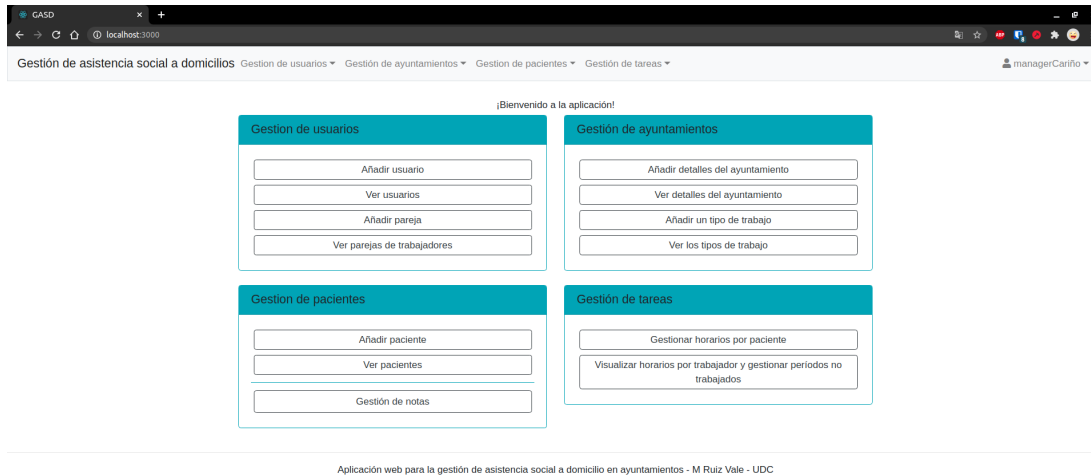 GASD
localhost:3000
Gestión de asistencia social a domicilios Gestion de usuarios Gestión de ayuntamientos Gestion de pacientes Gestión de tareas managerCariño
¡Bienvenido a la aplicación!
Gestion de usuarios
Añadir usuario
Ver usuarios
Añadir pareja
Ver parejas de trabajadores
Gestión de ayuntamientos
Añadir detalles del ayuntamiento
Ver detalles del ayuntamiento
Añadir un tipo de trabajo
Ver los tipos de trabajo
Gestion de pacientes
Añadir paciente
Ver pacientes
Gestión de notas
Gestión de tareas
Gestionar horarios por paciente
Visualizar horarios por trabajador y gestionar períodos no
trabajados
Aplicación web para la gestión de asistencia social a domicilio en ayuntamientos - M Ruiz Vale - UDC